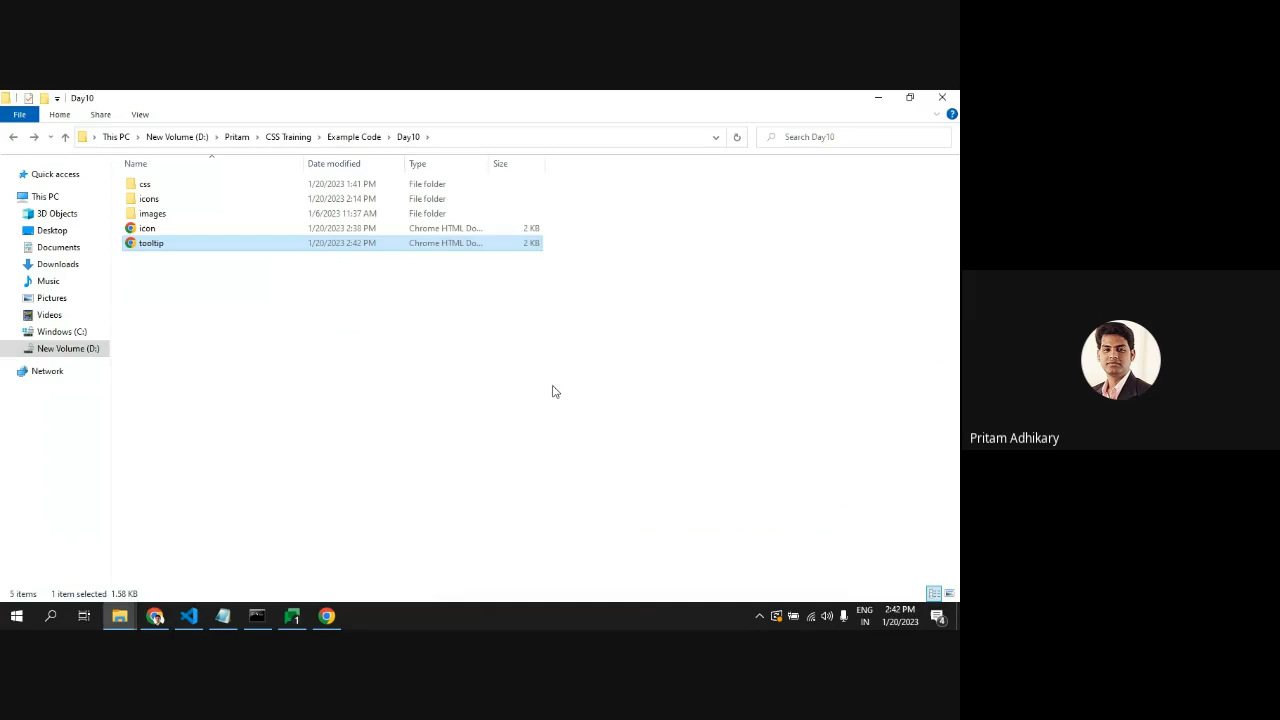 Day10
File Home Share View
This PC New Volume (D:) Pritam CSS Training Example Code Day10 Search Day10
Name Date modified Type Size
Quick access
This PC
3D Objects
Desktop
Documents
Downloads
Music
Pictures
Videos
Windows (C:)
New Volume (D:)
Network
css 1/20/2023 1:41 PM File folder
icons 1/20/2023 2:14 PM File folder
images 1/6/2023 11:37 AM File folder
icon 1/20/2023 2:38 PM Chrome HTML Do... 2 KB
tooltip 1/20/2023 2:42 PM Chrome HTML Do... 2 KB
Pritam Adhikary
5 items 1 item selected 1.58 KB
1
ENG 2:42 PM
IN 1/20/2023 4